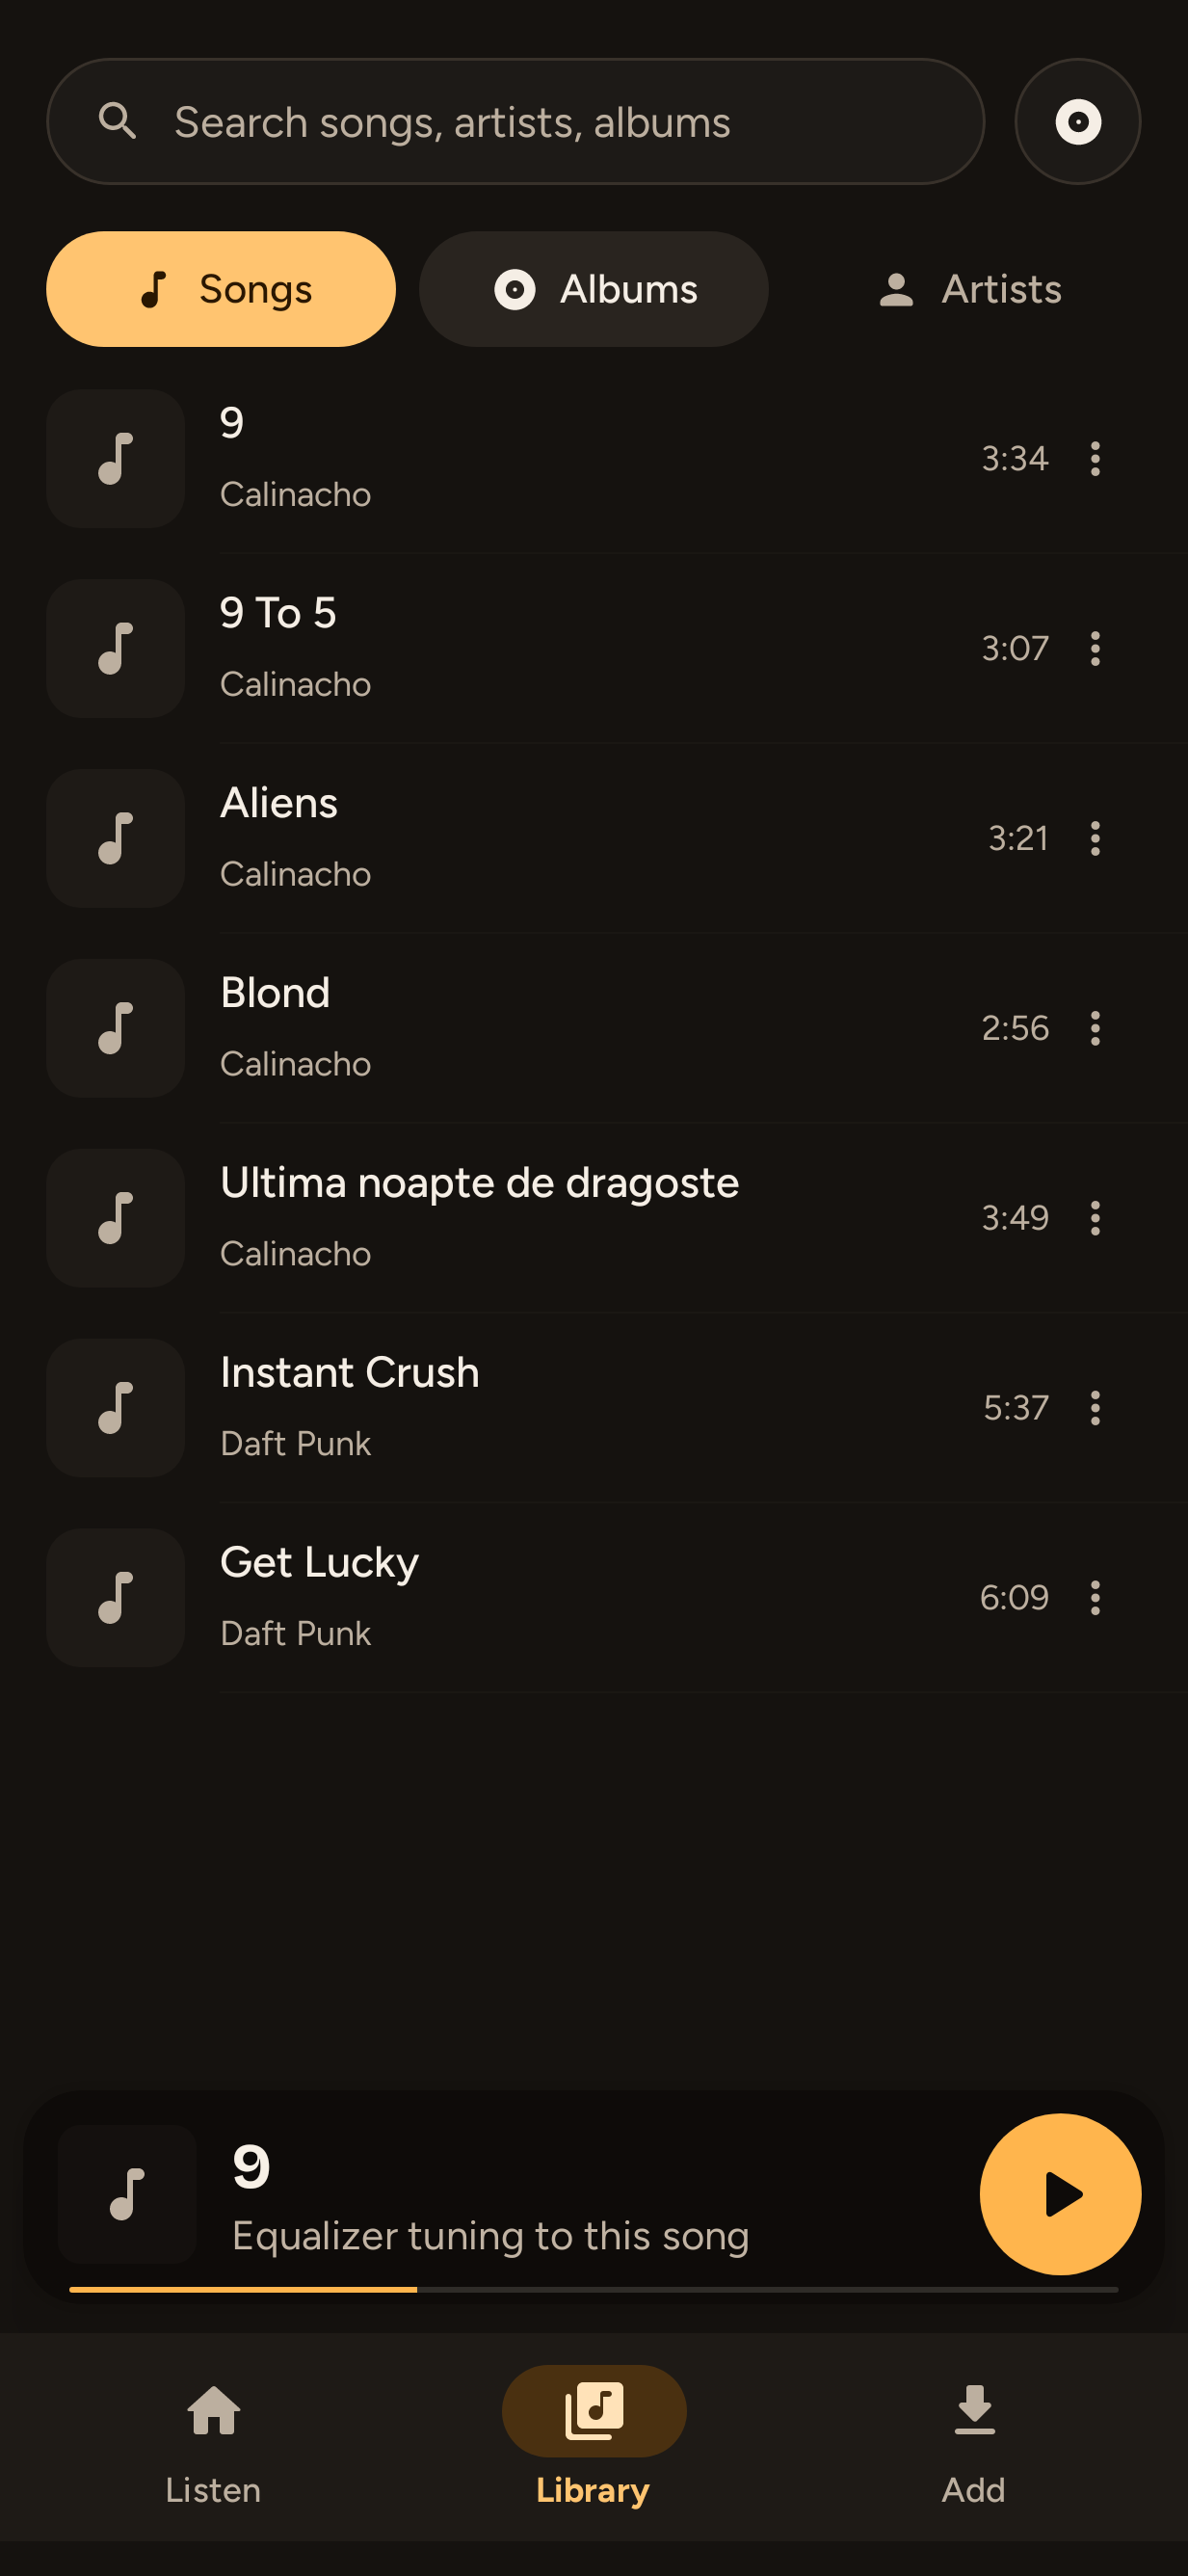 Search songs, artists, albums
Songs
Albums
Artists
9
Calinacho
3:34
9 To 5
Calinacho
3:07
Aliens
Calinacho
3:21
Blond
Calinacho
2:56
Ultima noapte de dragoste
Calinacho
3:49
Instant Crush
Daft Punk
5:37
Get Lucky
Daft Punk
6:09
9
Equalizer tuning to this song
Listen
Library
Add